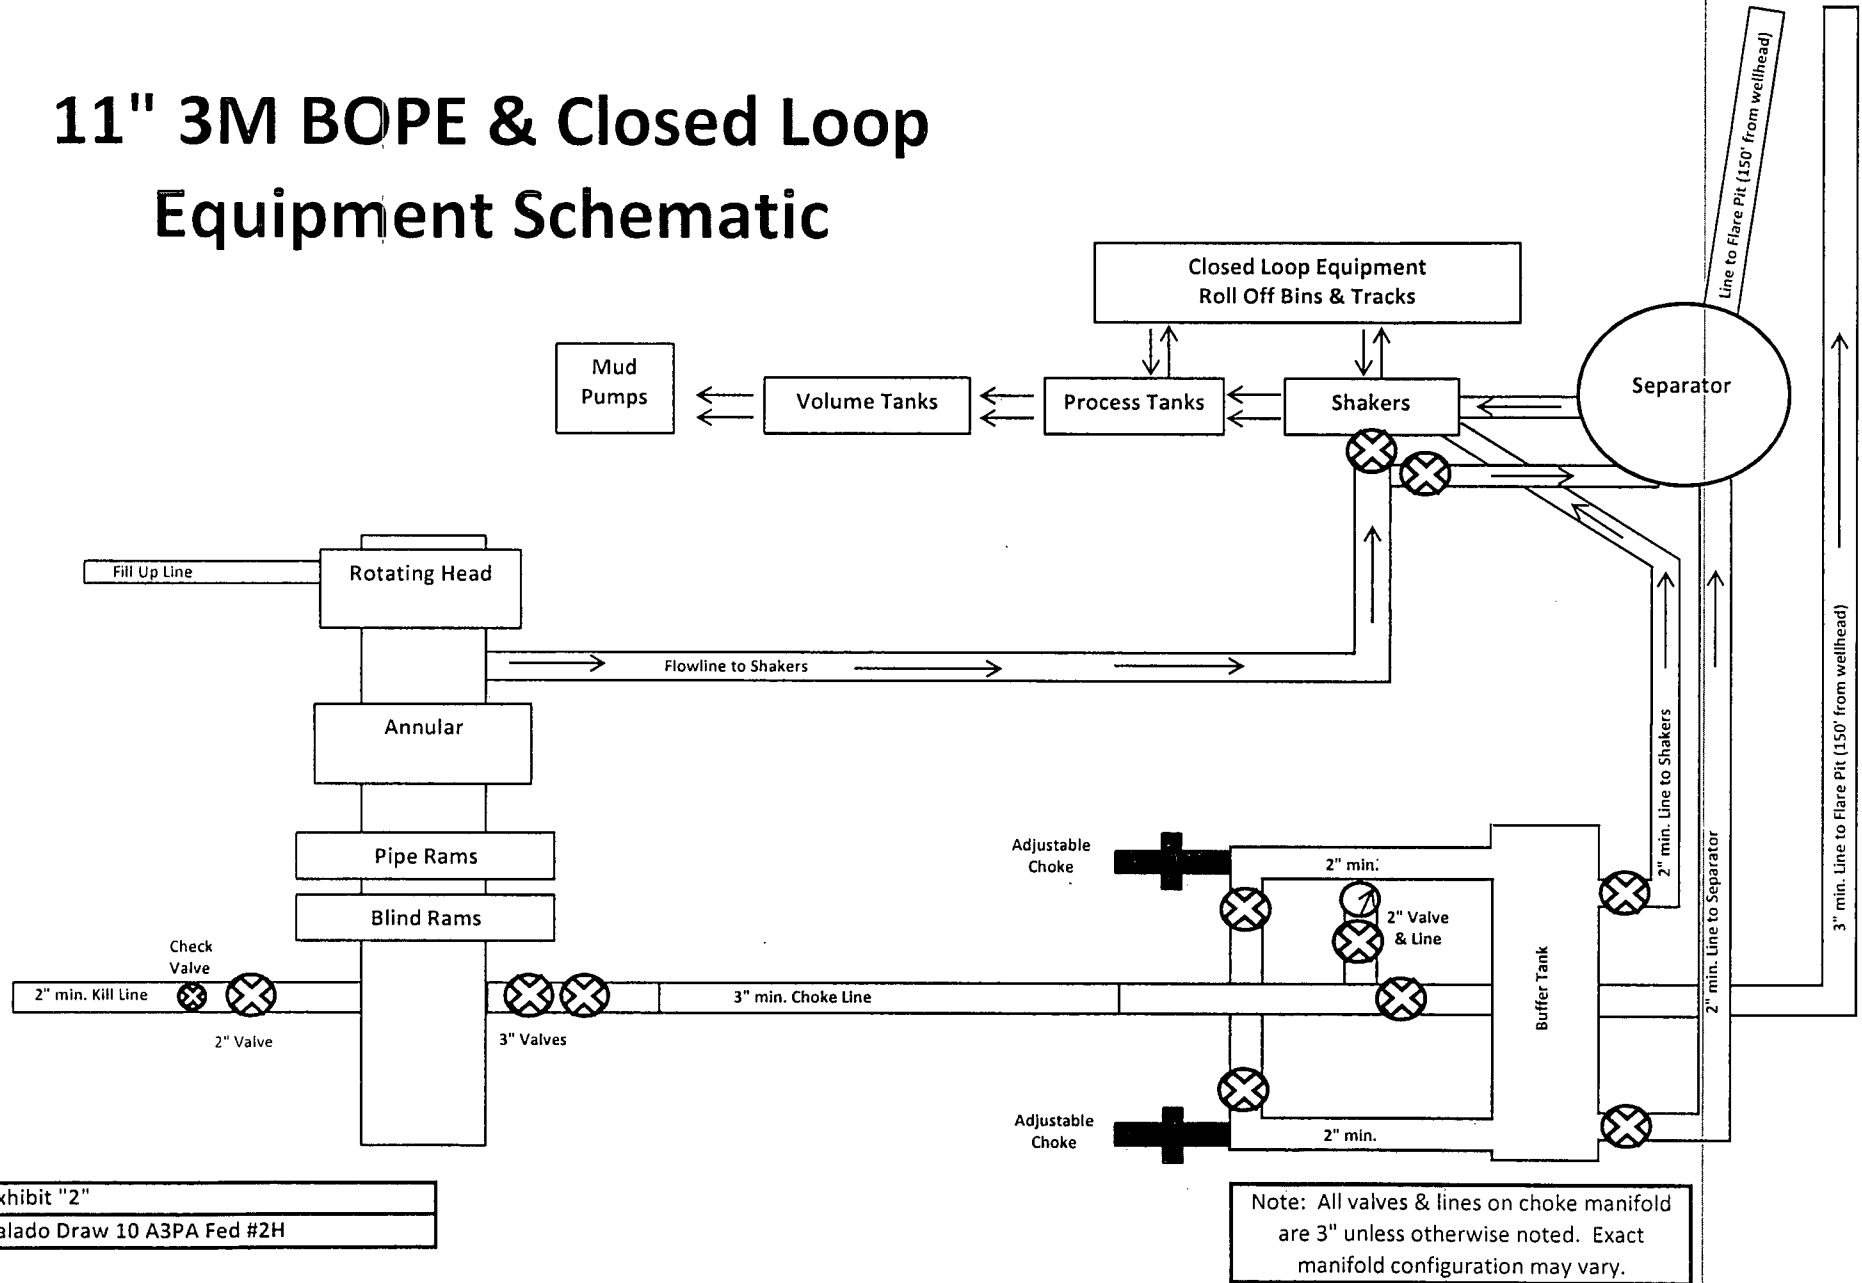 11" 3M BOPE & Closed Loop
Equipment Schematic
Closed Loop Equipment
Roll Off Bins & Tracks
Mud
Pumps
Volume Tanks
Process Tanks
Shakers
Separator
Line to Flare Pit (150' from wellhead)
Fill Up Line
Rotating Head
Flowline to Shakers
Annular
Pipe Rams
Blind Rams
Check
Valve
2" min. Kill Line
2" Valve
3" Valves
3" min. Choke Line
Adjustable
Choke
2" min.
2" Valve
& Line
Buffer Tank
Adjustable
Choke
2" min.
2" min. Line to Shakers
2" min. Line to Separator
3" min. Line to Flare Pit (150' from wellhead)
xhibit "2"
alado Draw 10 A3PA Fed #2H
Note: All valves & lines on choke manifold
are 3" unless otherwise noted. Exact
manifold configuration may vary.